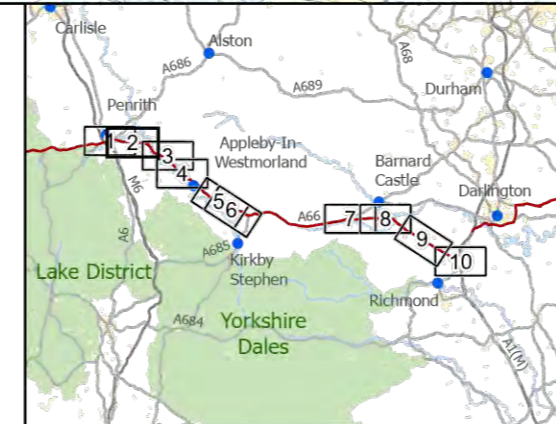 Carlisle
Alston
A686
A689
A68
Durham
Penrith
1
2
3
4
5
6
Appleby-In
Westmorland
Barnard
Castle
Darlington
M6
A6
A66
7
8
9
10
A685
Kirkby
Stephen
Lake District
Richmond
A684
Yorkshire
Dales
A1(M)